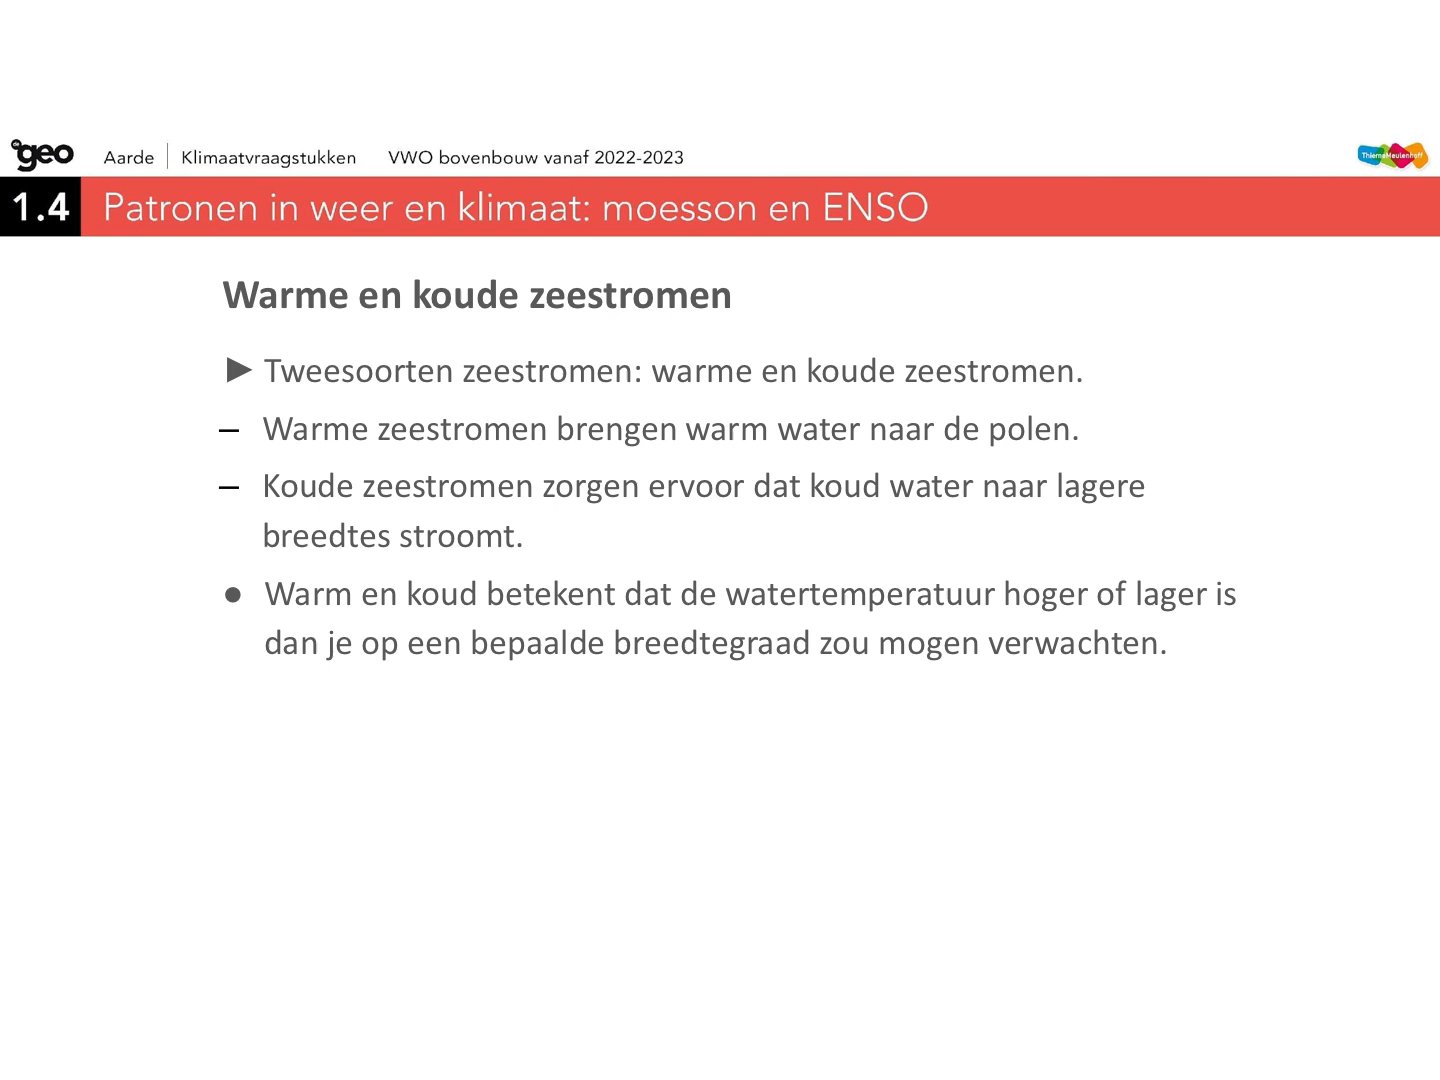 de geo Aarde Klimaatvraagstukken VWO bovenbouw vanaf 2022-2023 ThiemeMeulenhoff
1.4 Patronen in weer en klimaat: moesson en ENSO
Warme en koude zeestromen
► Tweesoorten zeestromen: warme en koude zeestromen.
– Warme zeestromen brengen warm water naar de polen.
– Koude zeestromen zorgen ervoor dat koud water naar lagere
breedtes stroomt.
● Warm en koud betekent dat de watertemperatuur hoger of lager is
dan je op een bepaalde breedtegraad zou mogen verwachten.